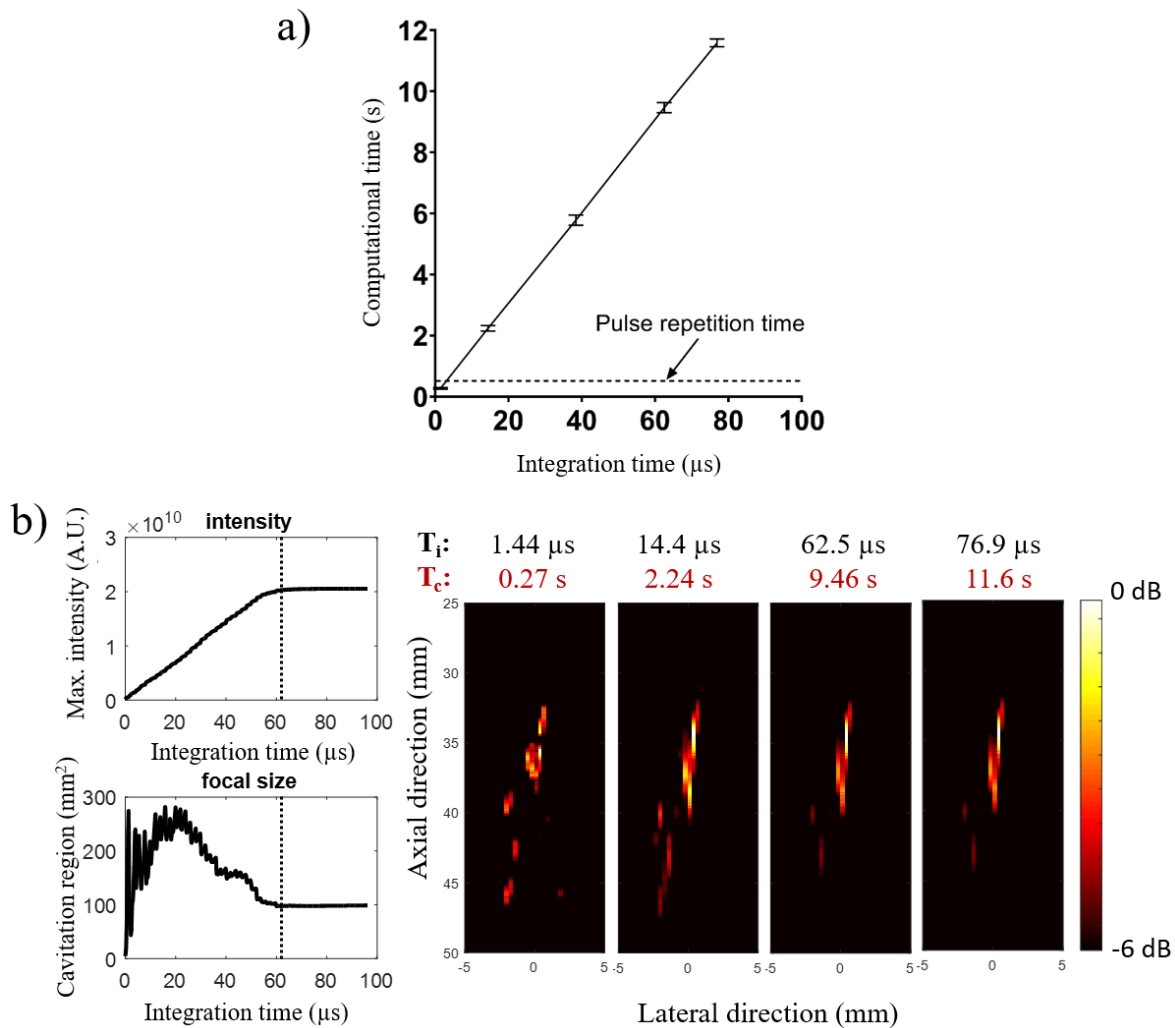 a)
Computational time (s)
12
10
8
6
4
2
0
Pulse repetition time
0 20 40 60 80 100
Integration time (µs)
b)
×10^10
intensity
Max. intensity (A.U.)
3
2
1
0
0 20 40 60 80 100
Integration time (µs)
focal size
Cavitation region (mm²)
300
200
100
0
0 20 40 60 80 100
Integration time (µs)
Tᵢ: 1.44 µs 14.4 µs 62.5 µs 76.9 µs
T_c: 0.27 s 2.24 s 9.46 s 11.6 s
Axial direction (mm)
25
30
35
40
45
50
-5 0 5 -5 0 5 -5 0 5 -5 0 5
Lateral direction (mm)
0 dB
-6 dB